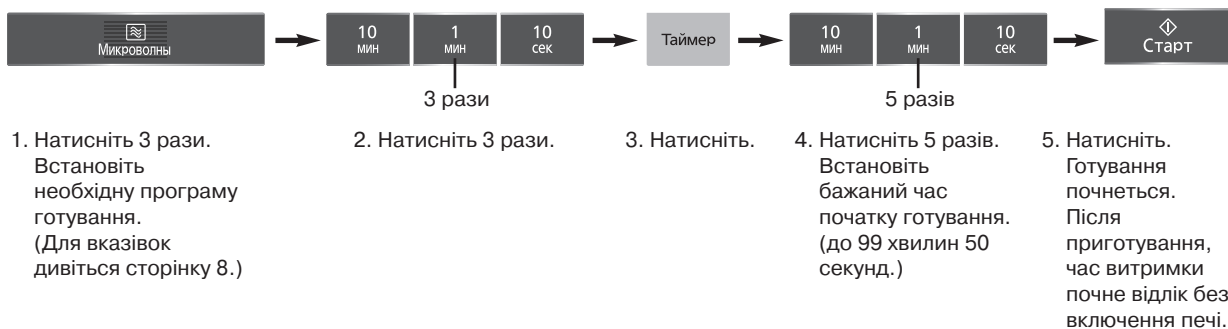 Микроволны
10 мин
1 мин
10 сек
Таймер
10 мин
1 мин
10 сек
Старт
3 рази
5 разів
1. Натисніть 3 рази.
Встановіть
необхідну програму
готування.
(Для вказівок
дивіться сторінку 8.)
2. Натисніть 3 рази.
3. Натисніть.
4. Натисніть 5 разів.
Встановіть
бажаний час
початку готування.
(до 99 хвилин 50
секунд.)
5. Натисніть.
Готування
почнеться.
Після
приготування,
час витримки
почне відлік без
включення печі.